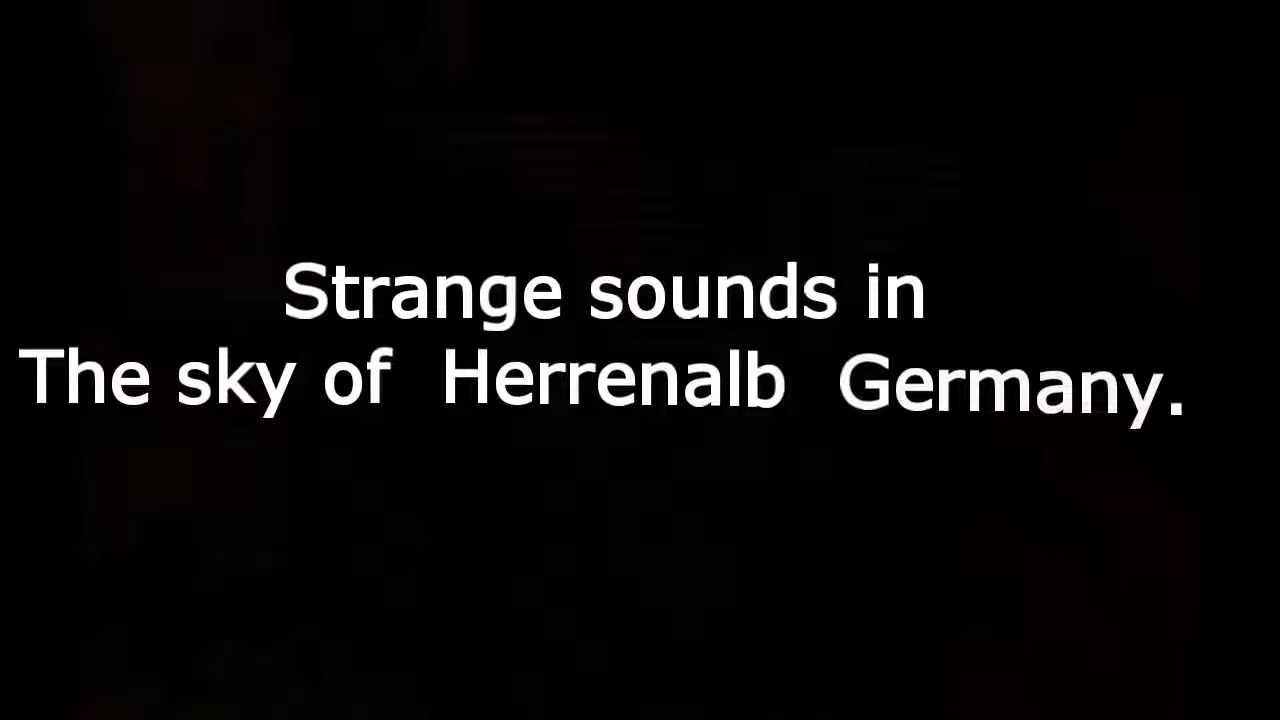 Strange sounds in
The sky of Herrenalb Germany.